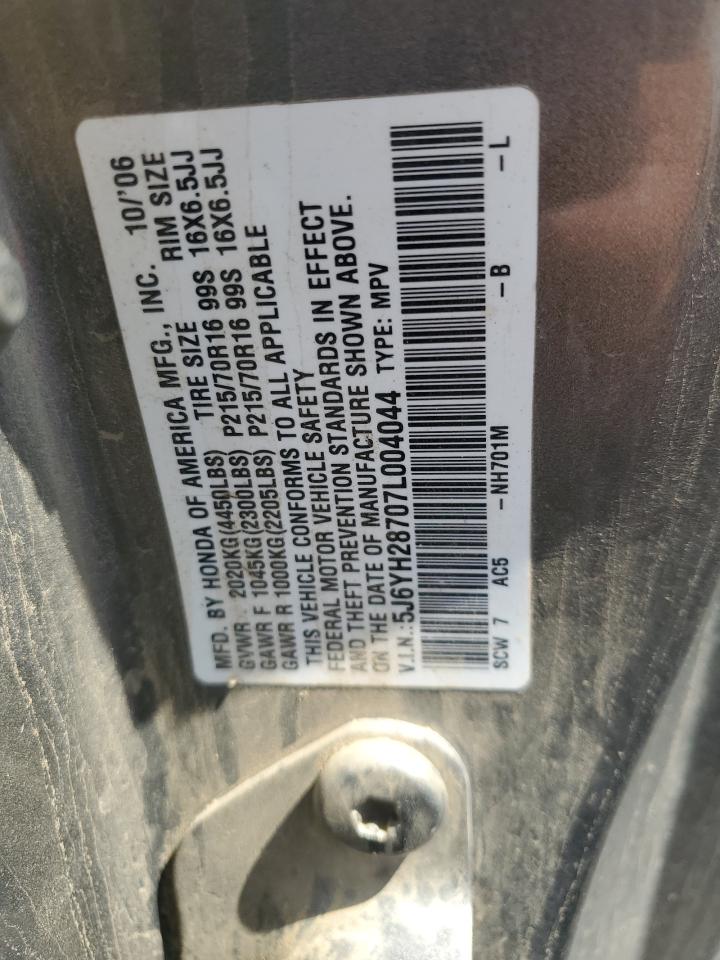 MFD. BY HONDA OF AMERICA MFG., INC. 10/'06
GVWR . 2020KG(4450LBS) TIRE SIZE RIM SIZE
GAWR F 1045KG(2300LBS) P215/70R16 99S 16X6.5JJ
GAWR R 1000KG(2205LBS) P215/70R16 99S 16X6.5JJ
THIS VEHICLE CONFORMS TO ALL APPLICABLE
FEDERAL MOTOR VEHICLE SAFETY
AND THEFT PREVENTION STANDARDS IN EFFECT
ON THE DATE OF MANUFACTURE SHOWN ABOVE.
V.I.N.:5J6YH28707L004044 TYPE: MPV
SCW 7 AC5 -NH701M -B -L